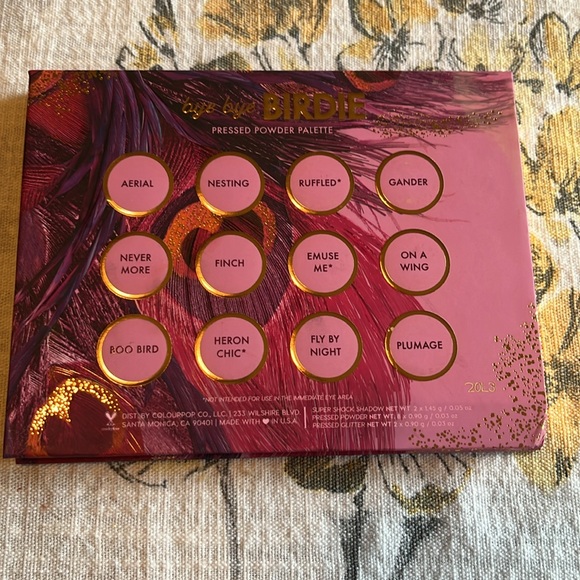 bye bye BIRDIE
PRESSED POWDER PALETTE
AERIAL
NESTING
RUFFLED*
GANDER
NEVER
MORE
FINCH
EMUSE
ME*
ON A
WING
BOO BIRD
HERON
CHIC*
FLY BY
NIGHT
PLUMAGE
*NOT INTENDED FOR USE IN THE IMMEDIATE EYE AREA
DIST. BY COLOURPOP CO., LLC. 1233 WILSHIRE BLVD
SANTA MONICA, CA 90401 | MADE WITH ❤ IN U.S.A.
SUPER SHOCK SHADOW NET WT. 2 x 1.45 g / 0.05 oz
PRESSED POWDER NET WT. 8 x 0.90 g / 0.03 oz
PRESSED GLITTER NET WT. 2 x 0.90 g / 0.03 oz